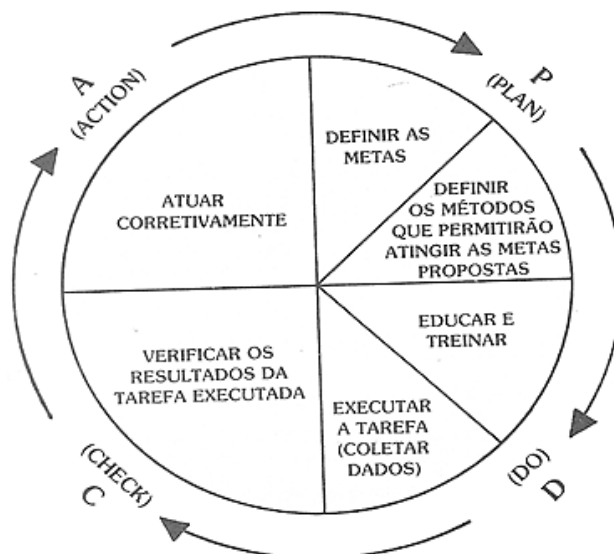 A
(ACTION)
P
(PLAN)
DEFINIR AS
METAS
DEFINIR
OS MÉTODOS
QUE PERMITIRÃO
ATINGIR AS METAS
PROPOSTAS
ATUAR
CORRETIVAMENTE
EDUCAR E
TREINAR
VERIFICAR OS
RESULTADOS DA
TAREFA EXECUTADA
EXECUTAR
A TAREFA
(COLETAR
DADOS)
(CHECK)
C
(DO)
D